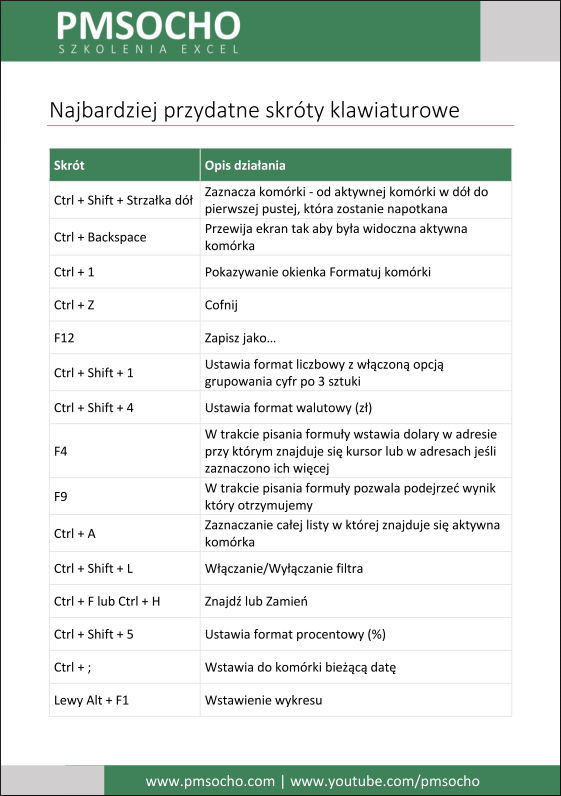 PMSOCHO
SZKOLENIA EXCEL
Najbardziej przydatne skróty klawiaturowe
Skrót Opis działania
Ctrl + Shift + Strzałka dół Zaznacza komórki - od aktywnej komórki w dół do
pierwszej pustej, która zostanie napotkana
Ctrl + Backspace Przewija ekran tak aby była widoczna aktywna
komórka
Ctrl + 1 Pokazywanie okienka Formatuj komórki
Ctrl + Z Cofnij
F12 Zapisz jako…
Ctrl + Shift + 1 Ustawia format liczbowy z włączoną opcją
grupowania cyfr po 3 sztuki
Ctrl + Shift + 4 Ustawia format walutowy (zł)
F4 W trakcie pisania formuły wstawia dolary w adresie
przy którym znajduje się kursor lub w adresach jeśli
zaznaczono ich więcej
F9 W trakcie pisania formuły pozwala podejrzeć wynik
który otrzymujemy
Ctrl + A Zaznaczanie całej listy w której znajduje się aktywna
komórka
Ctrl + Shift + L Włączanie/Wyłączanie filtra
Ctrl + F lub Ctrl + H Znajdź lub Zamień
Ctrl + Shift + 5 Ustawia format procentowy (%)
Ctrl + ; Wstawia do komórki bieżącą datę
Lewy Alt + F1 Wstawienie wykresu
www.pmsocho.com | www.youtube.com/pmsocho